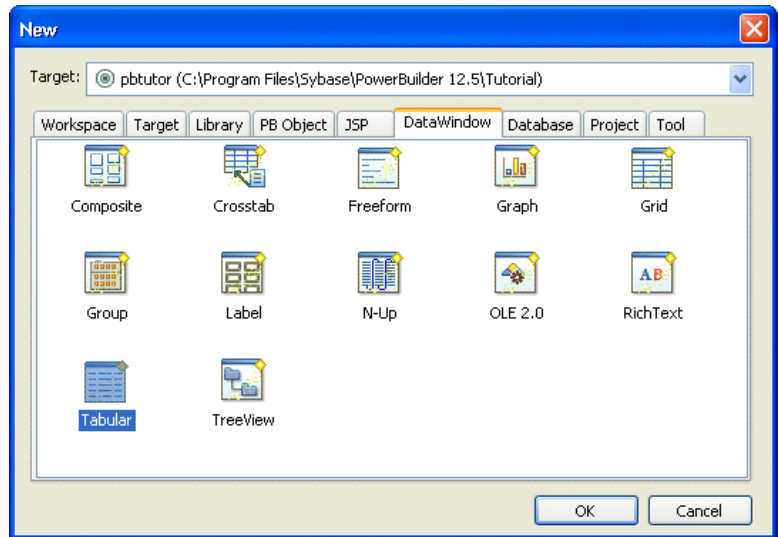 New
Target: pbtutor (C:\Program Files\Sybase\PowerBuilder 12.5\Tutorial)
Workspace Target Library PB Object JSP DataWindow Database Project Tool
Composite Crosstab Freeform Graph Grid
AB
Group Label N-Up OLE 2.0 RichText
Tabular TreeView
OK Cancel